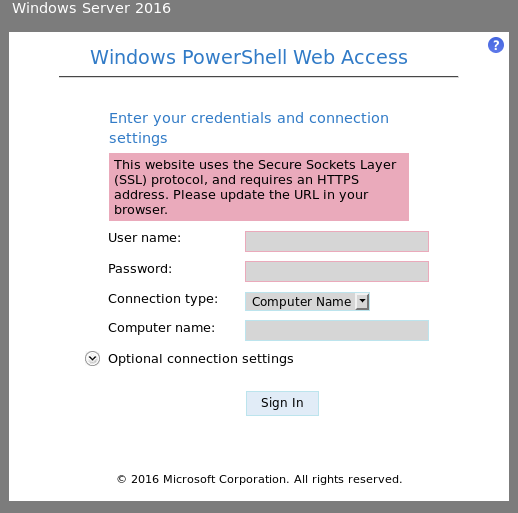 Windows Server 2016
?
Windows PowerShell Web Access
Enter your credentials and connection
settings
This website uses the Secure Sockets Layer
(SSL) protocol, and requires an HTTPS
address. Please update the URL in your
browser.
User name:
Password:
Connection type: Computer Name
Computer name:
Optional connection settings
Sign In
© 2016 Microsoft Corporation. All rights reserved.